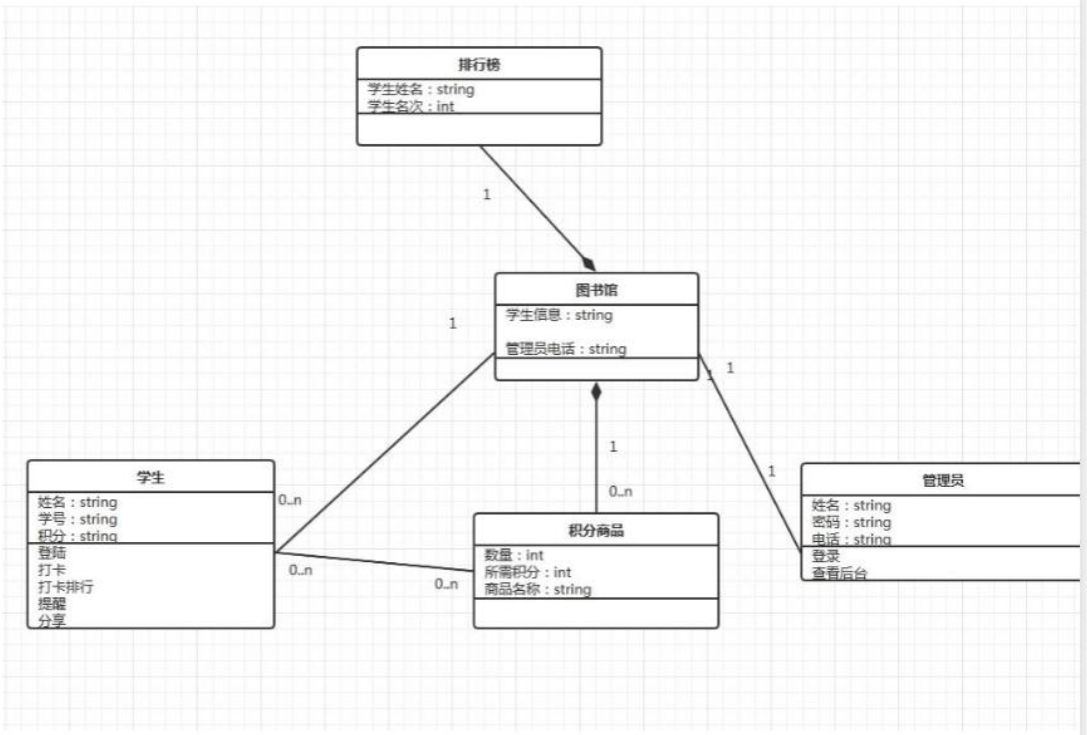 排行榜
学生姓名：string
学生名次：int
1
图书馆
学生信息：string
管理员电话：string
1
1
1
1
0..n
1
学生
姓名：string
学号：string
积分：string
登陆
打卡
打卡排行
提醒
分享
0..n
0..n
0..n
积分商品
数量：int
所需积分：int
商品名称：string
管理员
姓名：string
密码：string
电话：string
登录
查看后台